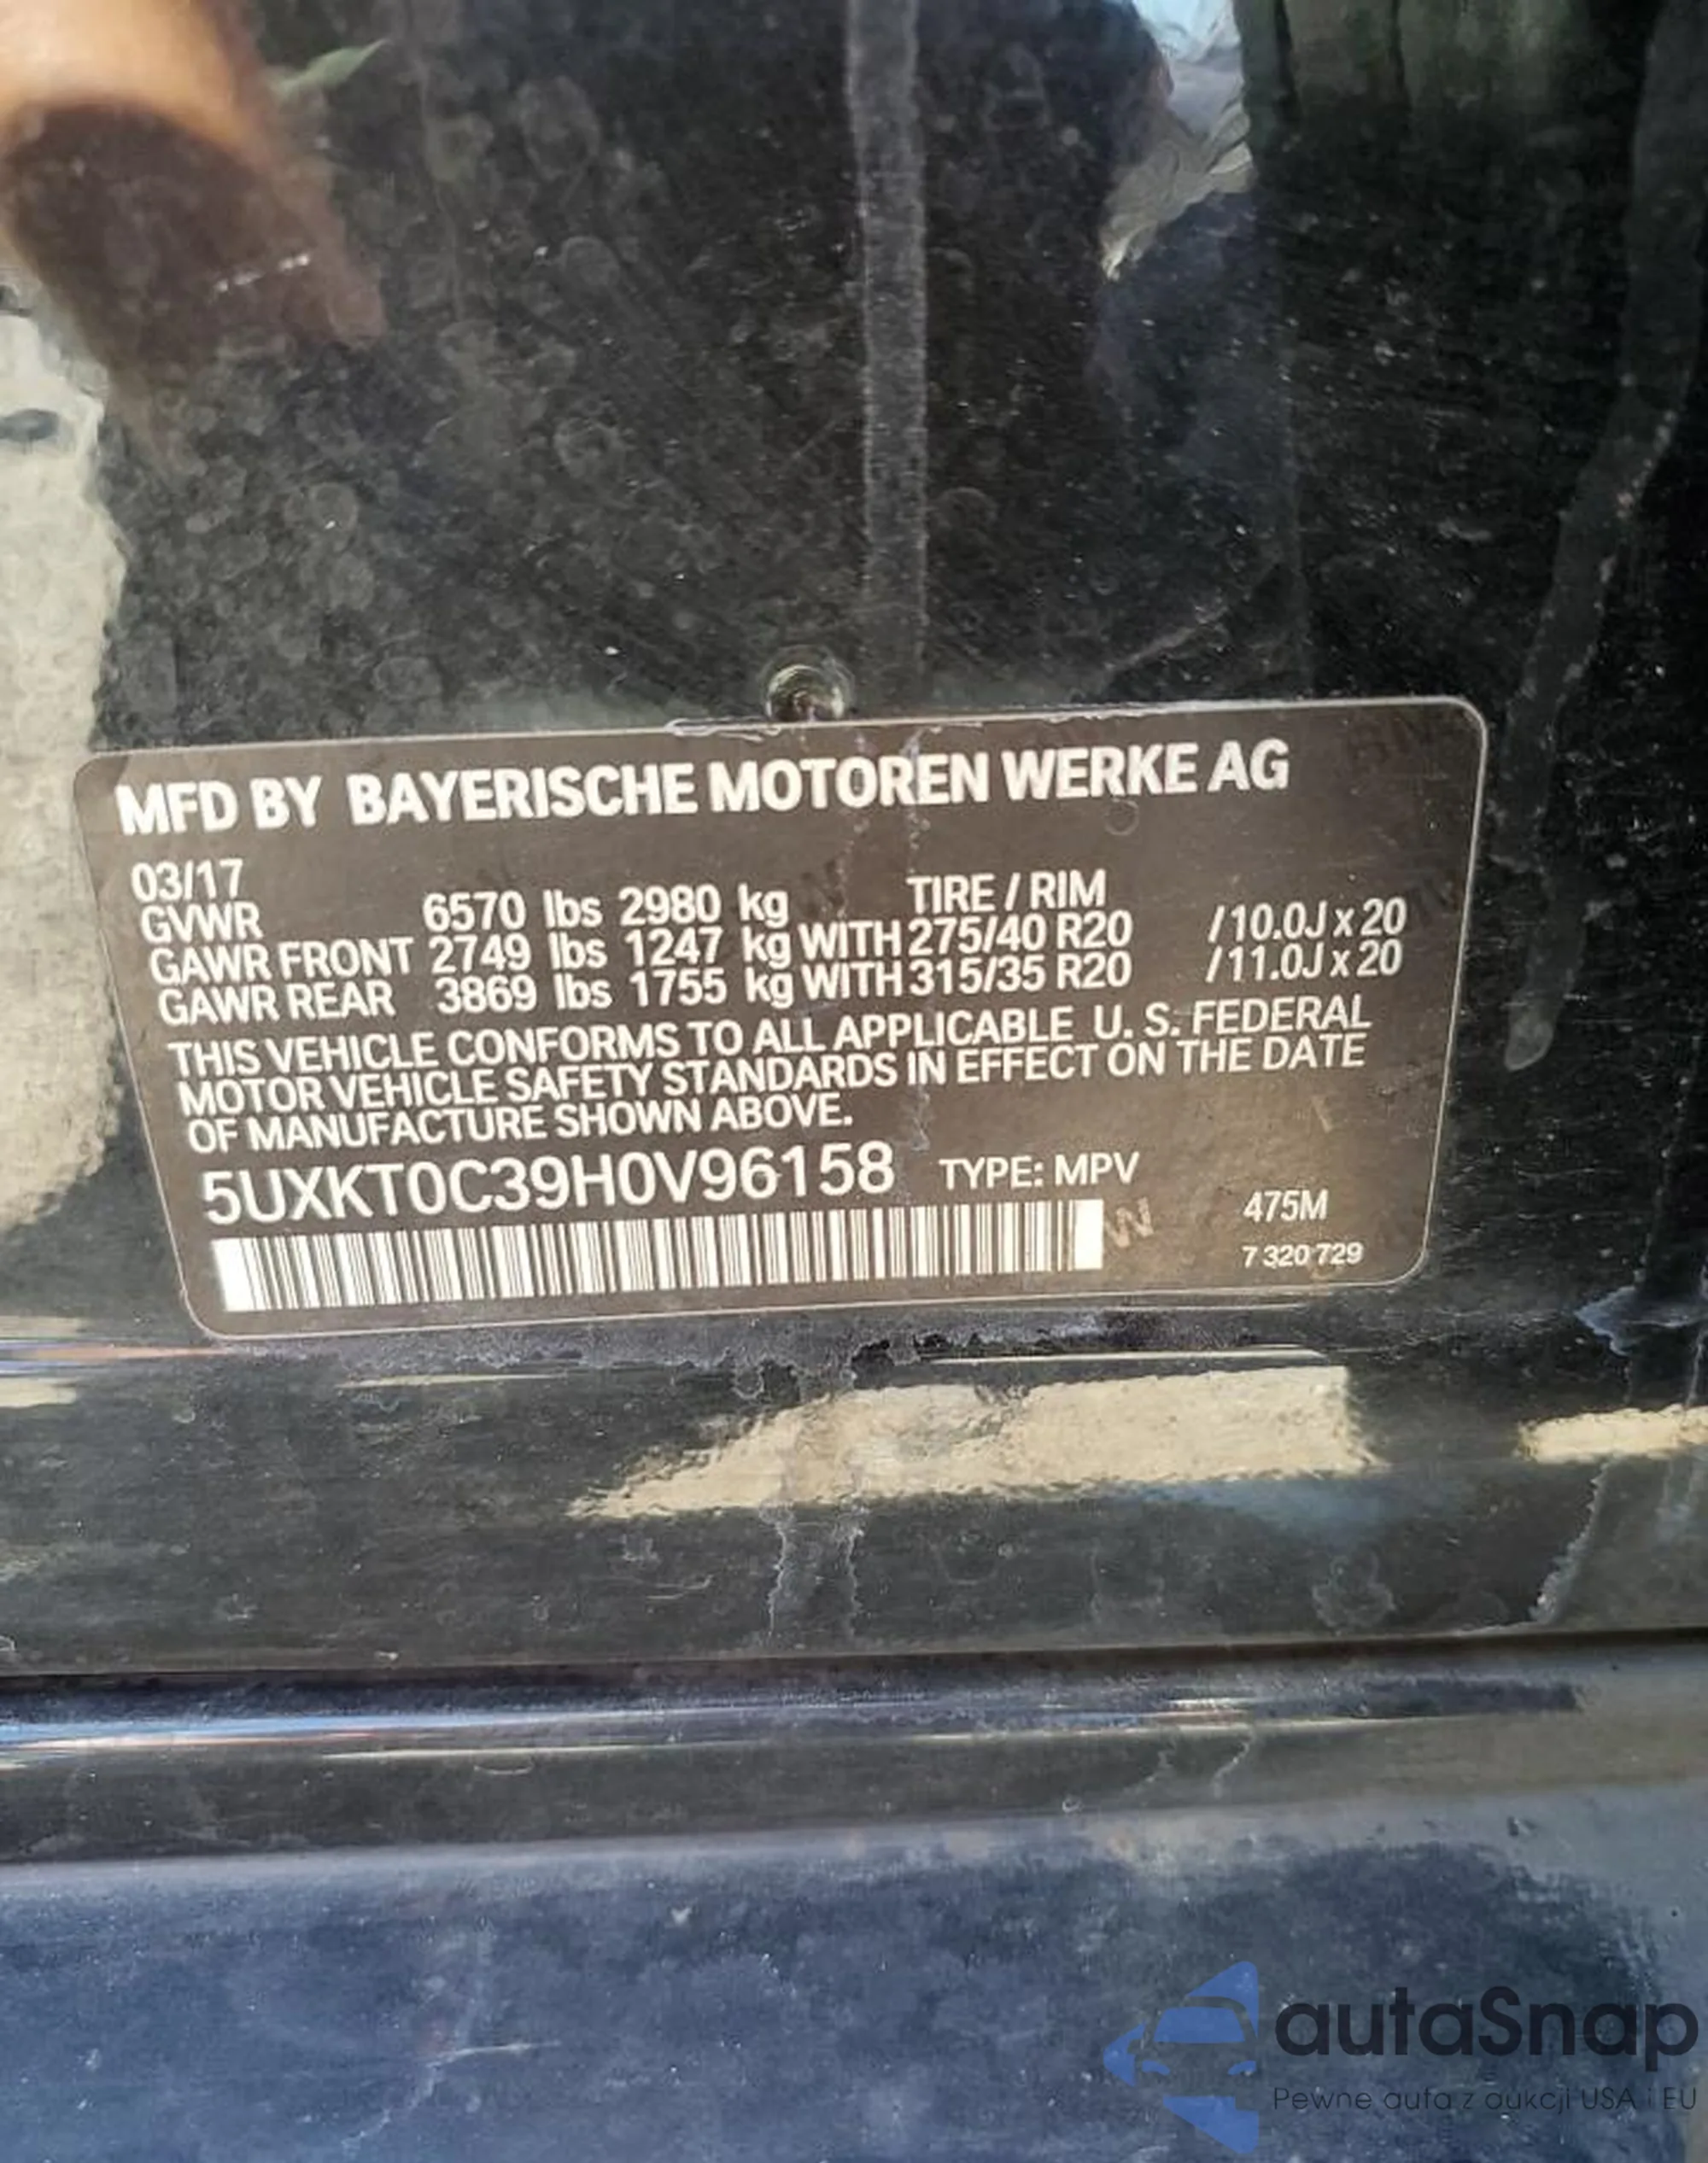 MFD BY BAYERISCHE MOTOREN WERKE AG
03/17 TIRE / RIM
GVWR 6570 lbs 2980 kg
GAWR FRONT 2749 lbs 1247 kg WITH 275/40 R20 /10.0J x 20
GAWR REAR 3869 lbs 1755 kg WITH 315/35 R20 /11.0J x 20
THIS VEHICLE CONFORMS TO ALL APPLICABLE U. S. FEDERAL
MOTOR VEHICLE SAFETY STANDARDS IN EFFECT ON THE DATE
OF MANUFACTURE SHOWN ABOVE.
5UXKT0C39H0V96158 TYPE: MPV
475M
7 320 729
autaSnap
Pewne auta z aukcji USA i EU